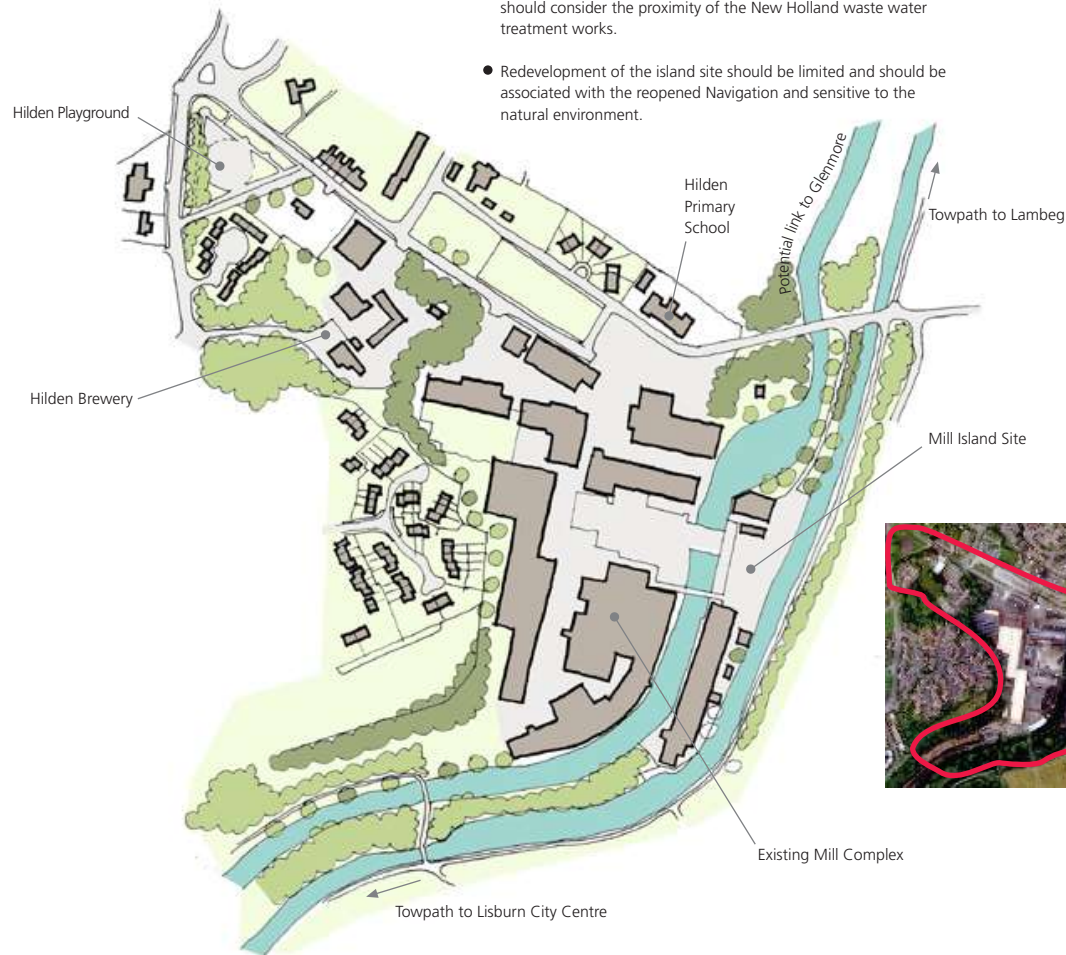 should consider the proximity of the New Holland waste water
treatment works.
● Redevelopment of the island site should be limited and should be
associated with the reopened Navigation and sensitive to the
natural environment.
Hilden Playground
Hilden
Primary
School
Potential link to Glenmore
Towpath to Lambeg
Hilden Brewery
Mill Island Site
Existing Mill Complex
Towpath to Lisburn City Centre